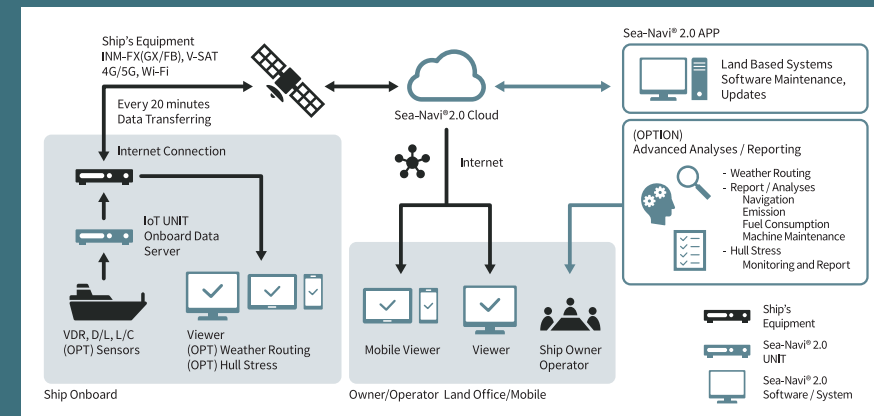 Ship's Equipment
INM-FX(GX/FB), V-SAT
4G/5G, Wi-Fi
Every 20 minutes
Data Transferring
Internet Connection
IoT UNIT
Onboard Data
Server
VDR, D/L, L/C
(OPT) Sensors
Viewer
(OPT) Weather Routing
(OPT) Hull Stress
Ship Onboard
Sea-Navi® 2.0 Cloud
Internet
Mobile Viewer
Viewer
Ship Owner
Operator
Owner/Operator Land Office/Mobile
Sea-Navi® 2.0 APP
Land Based Systems
Software Maintenance,
Updates
(OPTION)
Advanced Analyses / Reporting
- Weather Routing
- Report / Analyses
Navigation
Emission
Fuel Consumption
Machine Maintenance
- Hull Stress
Monitoring and Report
Ship's
Equipment
Sea-Navi® 2.0
UNIT
Sea-Navi® 2.0
Software / System